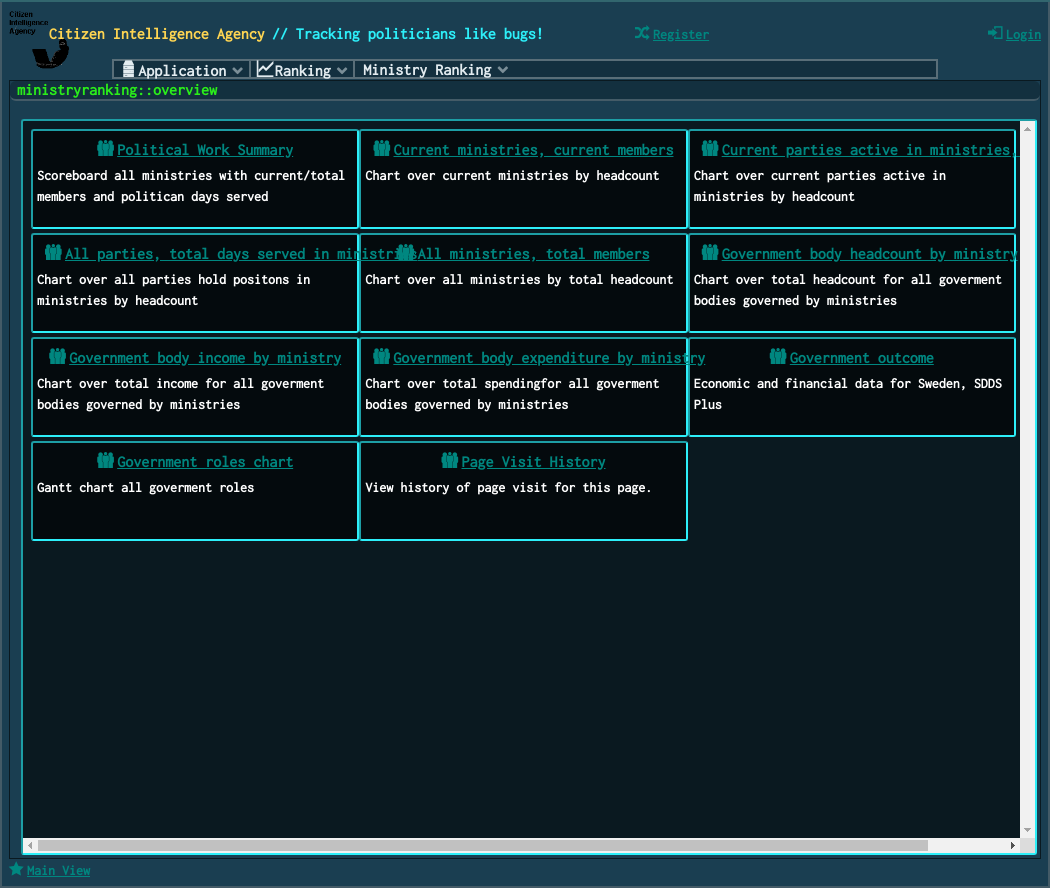 Citizen
Intelligence
Agency
Citizen Intelligence Agency // Tracking politicians like bugs!
Register
Login
Application
Ranking
Ministry Ranking
ministryranking::overview
Political Work Summary
Scoreboard all ministries with current/total
members and politican days served
Current ministries, current members
Chart over current ministries by headcount
Current parties active in ministries,
Chart over current parties active in
ministries by headcount
All parties, total days served in ministries
Chart over all parties hold positons in
ministries by headcount
All ministries, total members
Chart over all ministries by total headcount
Government body headcount by ministry
Chart over total headcount for all goverment
bodies governed by ministries
Government body income by ministry
Chart over total income for all goverment
bodies governed by ministries
Government body expenditure by ministry
Chart over total spendingfor all goverment
bodies governed by ministries
Government outcome
Economic and financial data for Sweden, SDDS
Plus
Government roles chart
Gantt chart all goverment roles
Page Visit History
View history of page visit for this page.
Main View